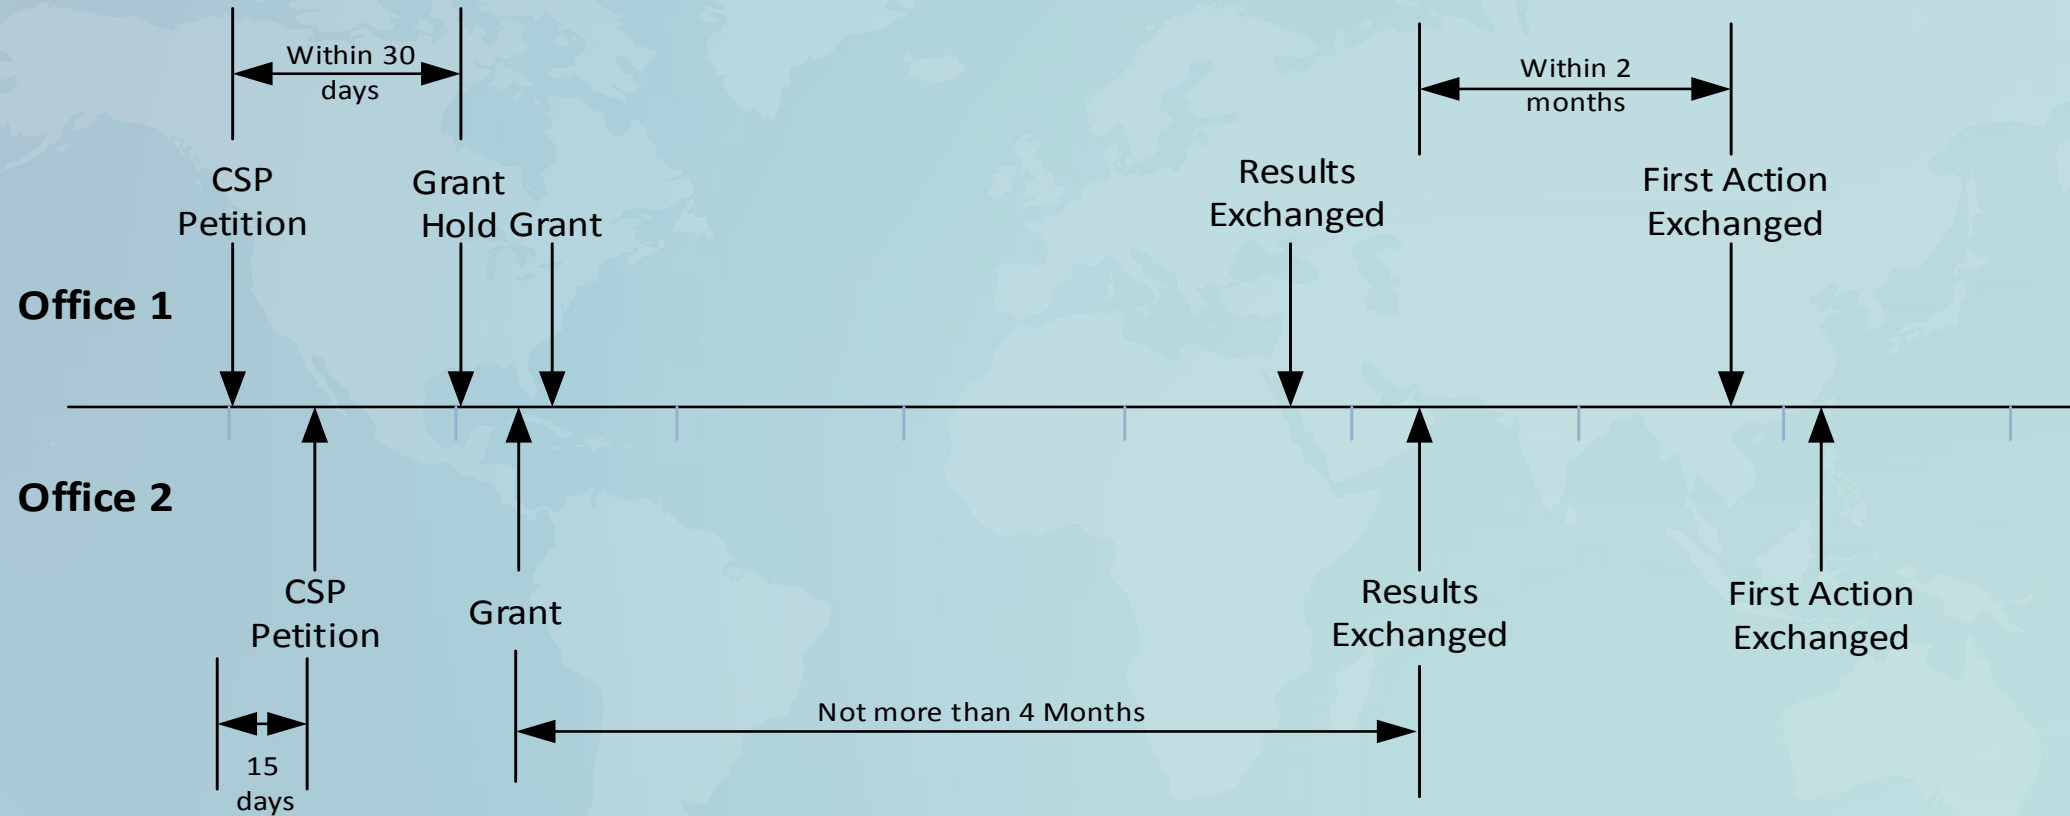 Within 30
days
Within 2
months
CSP
Petition
Grant
Hold Grant
Results
Exchanged
First Action
Exchanged
Office 1
Office 2
CSP
Petition
Grant
Results
Exchanged
First Action
Exchanged
Not more than 4 Months
15
days